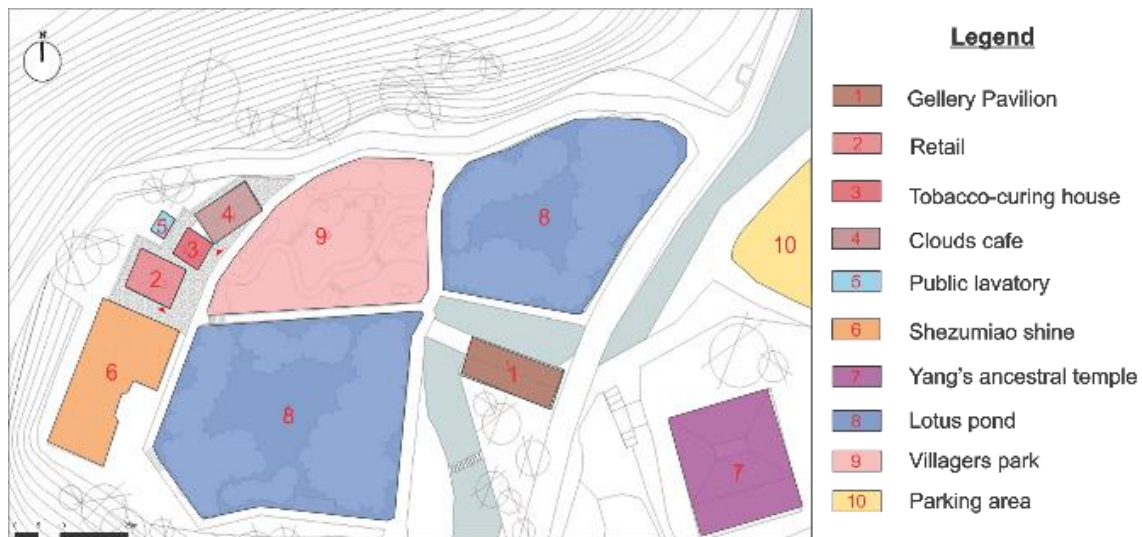 N
4
5
3
2
6
9
8
8
1
10
7
Legend
1 Gellery Pavilion
2 Retail
3 Tobacco-curing house
4 Clouds cafe
5 Public lavatory
6 Shezumiao shine
7 Yang's ancestral temple
8 Lotus pond
9 Villagers park
10 Parking area